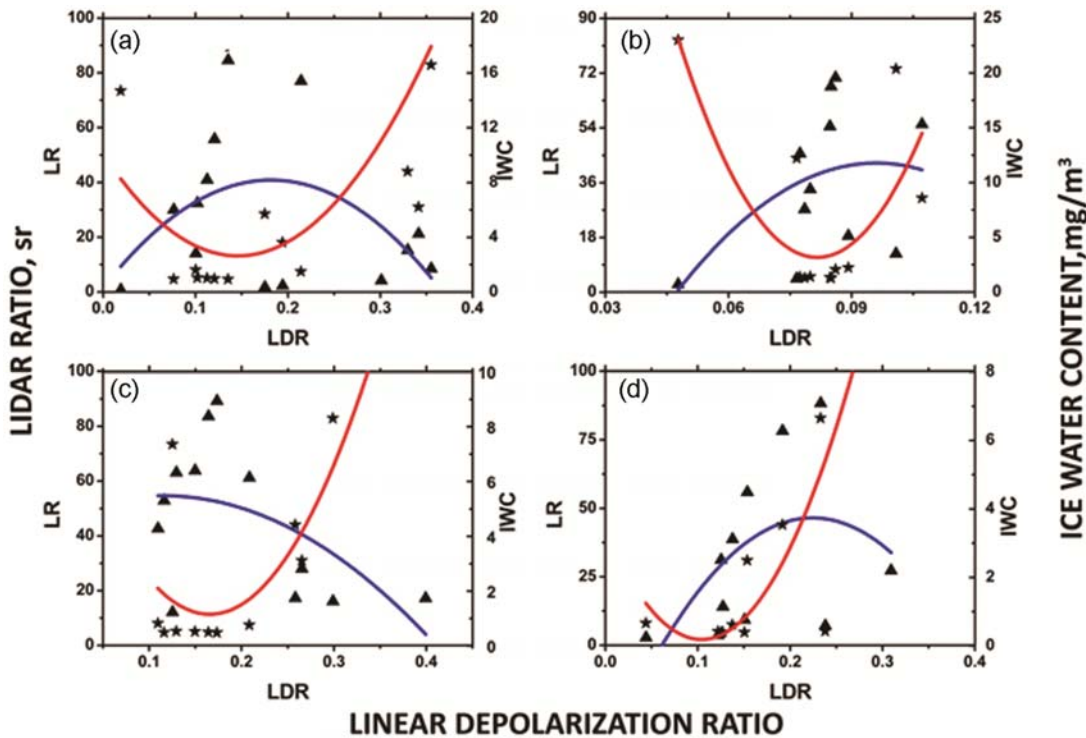 (a)
100
80
60
40
20
0
LR
20
16
12
8
4
0
IWC
0.0 0.1 0.2 0.3 0.4
LDR
(b)
90
72
54
36
18
0
LR
25
20
15
10
5
0
IWC
0.03 0.06 0.09 0.12
LDR
(c)
100
80
60
40
20
0
LR
10
8
6
4
2
0
IWC
0.1 0.2 0.3 0.4
LDR
(d)
100
75
50
25
0
LR
8
6
4
2
0
IWC
0.0 0.1 0.2 0.3 0.4
LDR
LIDAR RATIO, sr
ICE WATER CONTENT,mg/m³
LINEAR DEPOLARIZATION RATIO